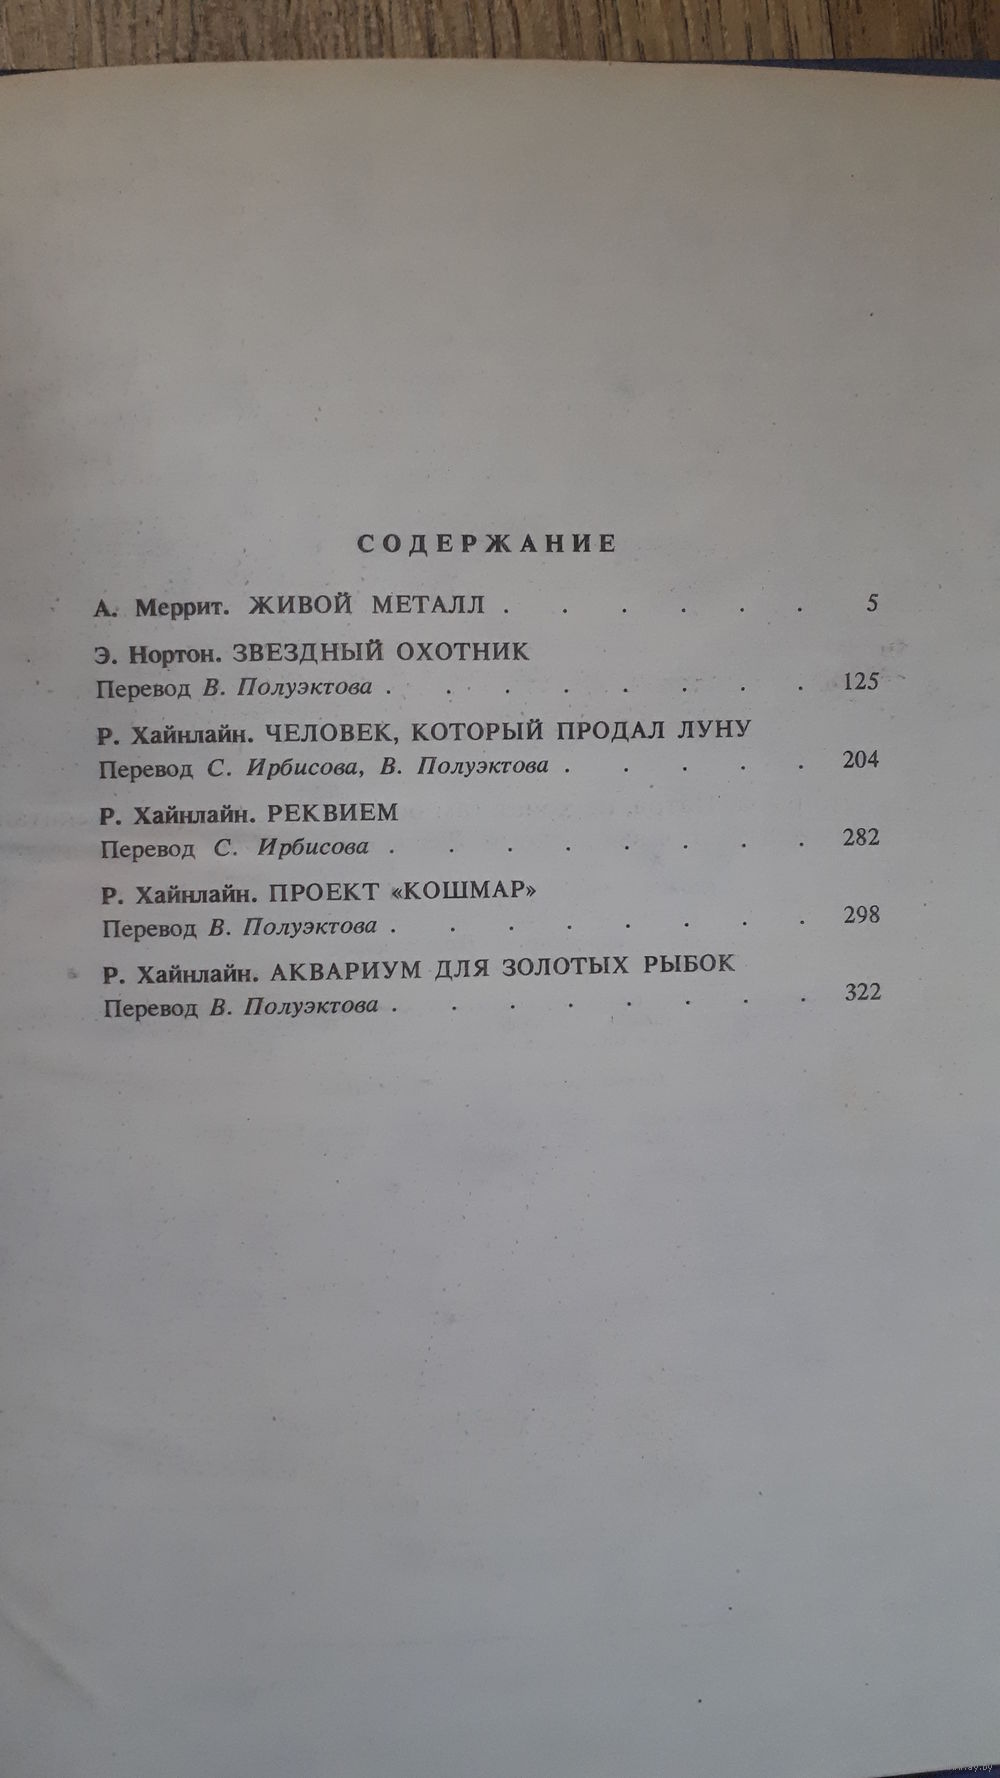 СОДЕРЖАНИЕ
А. Меррит. ЖИВОЙ МЕТАЛЛ . . . . . . 5
Э. Нортон. ЗВЕЗДНЫЙ ОХОТНИК
Перевод В. Полуэктова . . . . . . . . 125
Р. Хайнлайн. ЧЕЛОВЕК, КОТОРЫЙ ПРОДАЛ ЛУНУ
Перевод С. Ирбисова, В. Полуэктова . . . . . 204
Р. Хайнлайн. РЕКВИЕМ
Перевод С. Ирбисова . . . . . . . . 282
Р. Хайнлайн. ПРОЕКТ «КОШМАР»
Перевод В. Полуэктова . . . . . . . . 298
Р. Хайнлайн. АКВАРИУМ ДЛЯ ЗОЛОТЫХ РЫБОК
Перевод В. Полуэктова . . . . . . . . 322